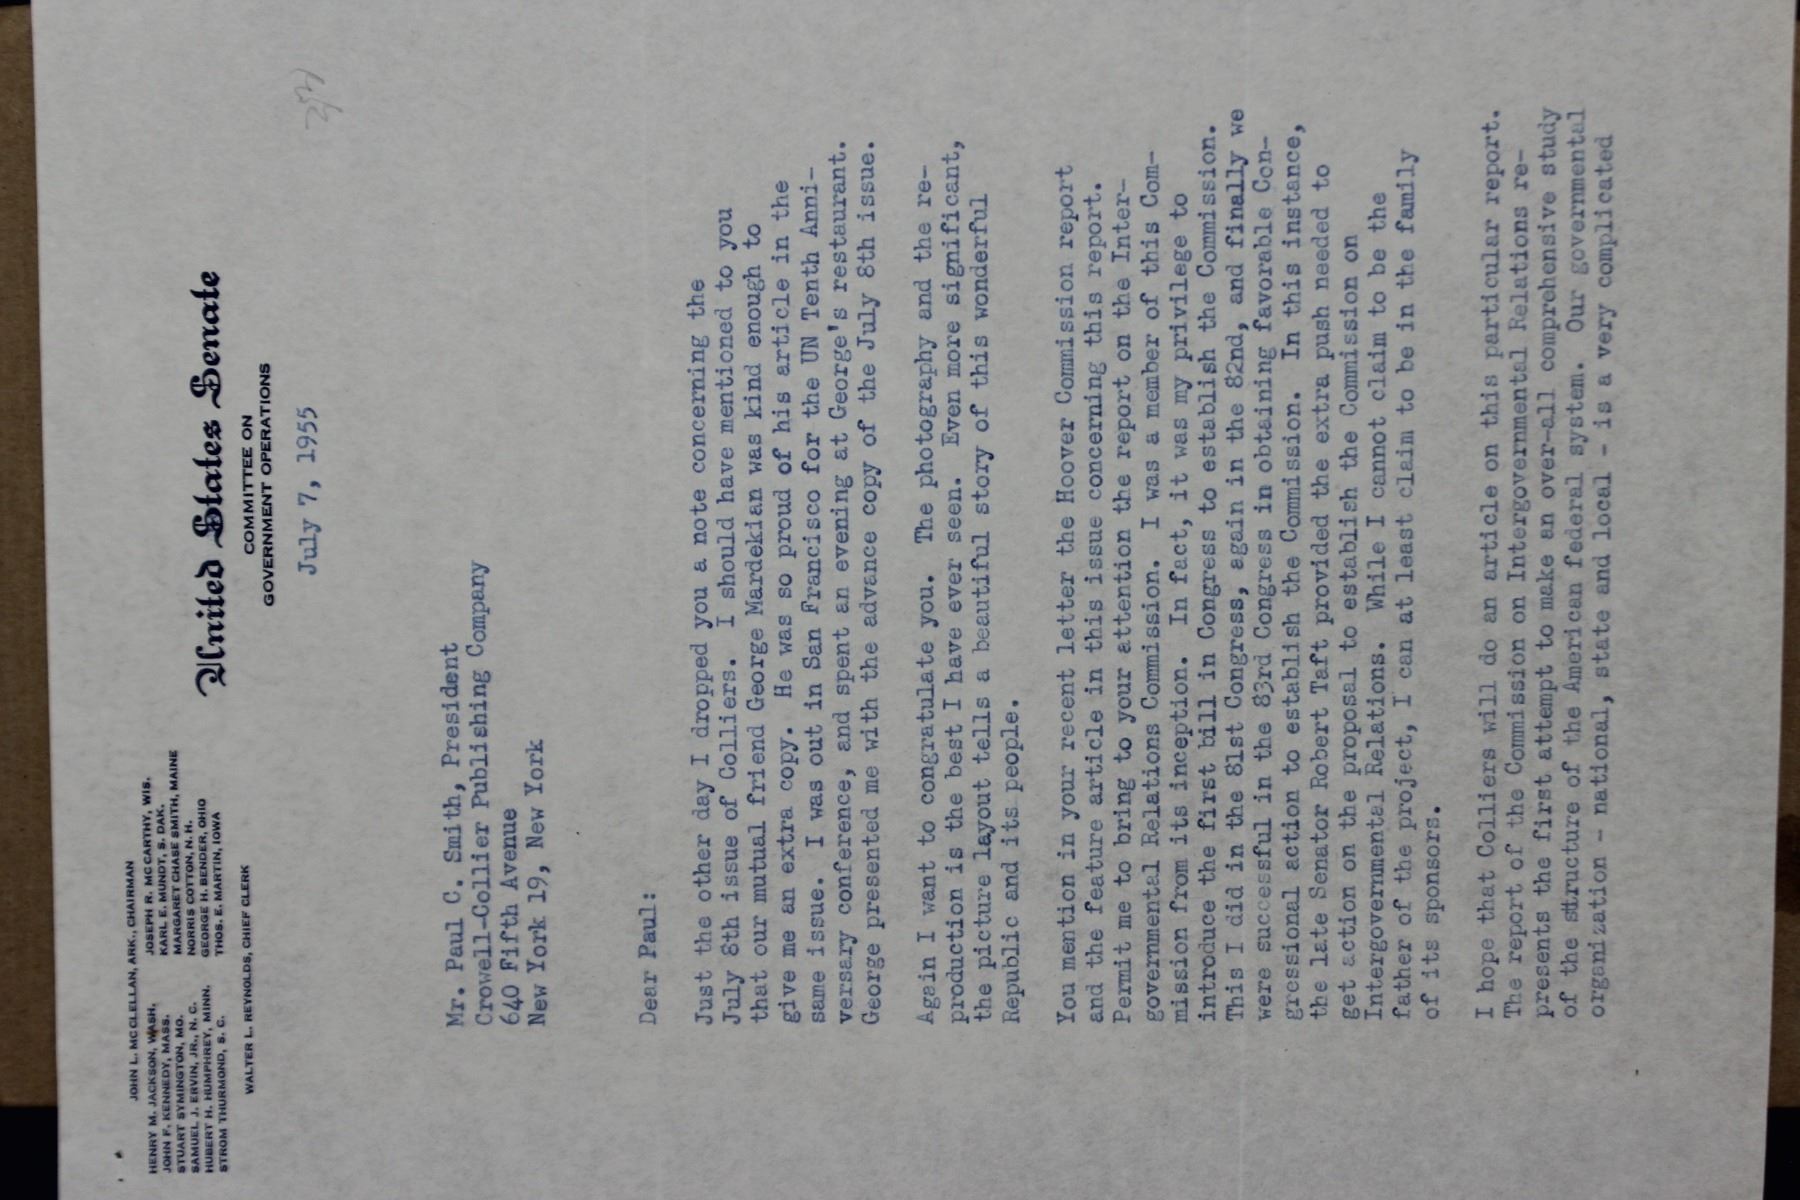 JOHN L. MC CLELLAN, ARK., CHAIRMAN
HENRY M. JACKSON, WASH.
JOHN F. KENNEDY, MASS.
STUART SYMINGTON, MO.
SAMUEL J. ERVIN, JR., N. C.
HUBERT H. HUMPHREY, MINN.
STROM THURMOND, S. C.
JOSEPH R. MC CARTHY, WIS.
KARL E. MUNDT, S. DAK.
MARGARET CHASE SMITH, MAINE
NORRIS COTTON, N. H.
GEORGE H. BENDER, OHIO
THOS. E. MARTIN, IOWA
WALTER L. REYNOLDS, CHIEF CLERK
United States Senate
COMMITTEE ON
GOVERNMENT OPERATIONS
July 7, 1955
Mr. Paul C. Smith, President
Crowell-Collier Publishing Company
640 Fifth Avenue
New York 19, New York
Dear Paul:
Just the other day I dropped you a note concerning the
July 8th issue of Colliers. I should have mentioned to you
that our mutual friend George Mardekian was kind enough to
give me an extra copy. He was so proud of his article in the
same issue. I was out in San Francisco for the UN Tenth Anni-
versary conference, and spent an evening at George's restaurant.
George presented me with the advance copy of the July 8th issue.
Again I want to congratulate you. The photography and the re-
production is the best I have ever seen. Even more significant,
the picture layout tells a beautiful story of this wonderful
Republic and its people.
You mention in your recent letter the Hoover Commission report
and the feature article in this issue concerning this report.
Permit me to bring to your attention the report on the Inter-
governmental Relations Commission. I was a member of this Com-
mission from its inception. In fact, it was my privilege to
introduce the first bill in Congress to establish the Commission.
This I did in the 81st Congress, again in the 82nd, and finally we
were successful in the 83rd Congress in obtaining favorable Con-
gressional action to establish the Commission. In this instance,
the late Senator Robert Taft provided the extra push needed to
get action on the proposal to establish the Commission on
Intergovernmental Relations. While I cannot claim to be the
father of the project, I can at least claim to be in the family
of its sponsors.
I hope that Colliers will do an article on this particular report.
The report of the Commission on Intergovernmental Relations re-
presents the first attempt to make an over-all comprehensive study
of the structure of the American federal system. Our governmental
organization - national, state and local - is a very complicated